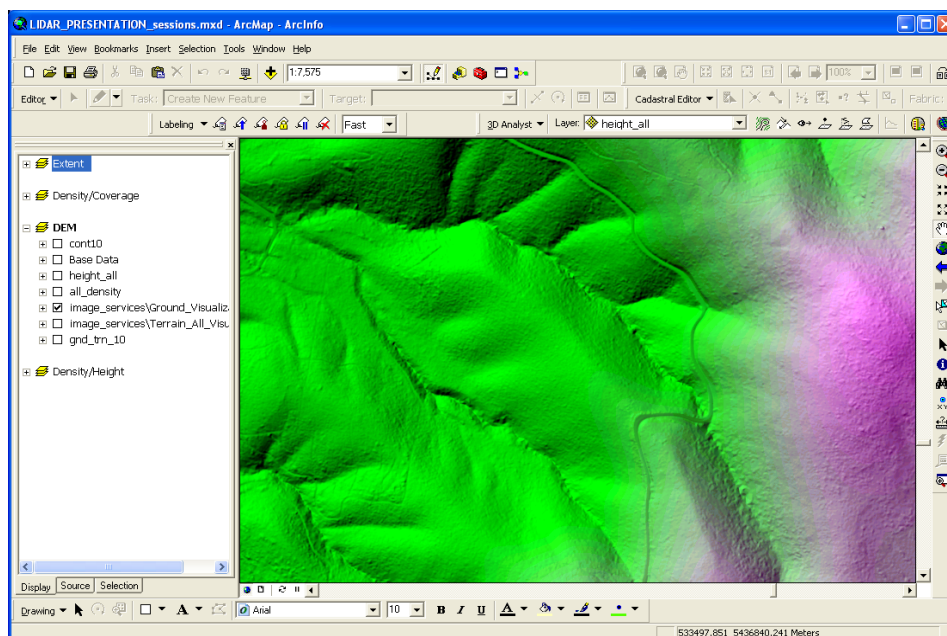 LIDAR_PRESENTATION_sessions.mxd - ArcMap - ArcInfo
File Edit View Bookmarks Insert Selection Tools Window Help
1:7,575
100%
Editor Task: Create New Feature Target:
Cadastral Editor
Fabric:
Labeling Fast 3D Analyst Layer: height_all
Extent
Density/Coverage
DEM
cont10
Base Data
height_all
all_density
image_services\Ground_Visualiz
image_services\Terrain_All_Visu
gnd_trn_10
Density/Height
Display Source Selection
Drawing A Arial 10 B I U A
533497.851 5436840.241 Meters